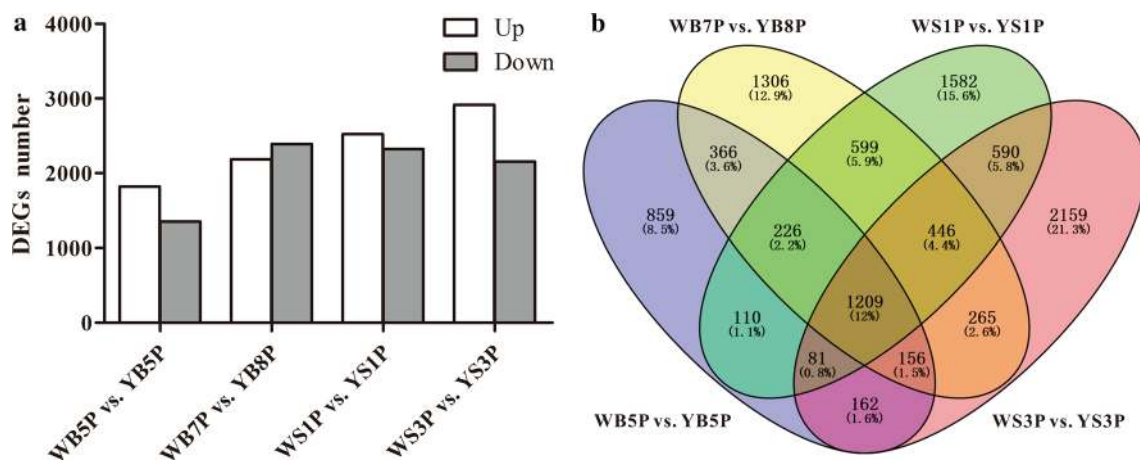 a
4000
3000
2000
1000
0
DEGs number
Up
Down
WB5P vs. YB5P
WB7P vs. YB8P
WS1P vs. YS1P
WS3P vs. YS3P
b
WB7P vs. YB8P
WS1P vs. YS1P
1306
(12.9%)
1582
(15.6%)
366
(3.6%)
599
(5.9%)
590
(5.8%)
859
(8.5%)
226
(2.2%)
446
(4.4%)
2159
(21.3%)
1209
(12%)
110
(1.1%)
265
(2.6%)
81
(0.8%)
156
(1.5%)
162
(1.6%)
WB5P vs. YB5P
WS3P vs. YS3P